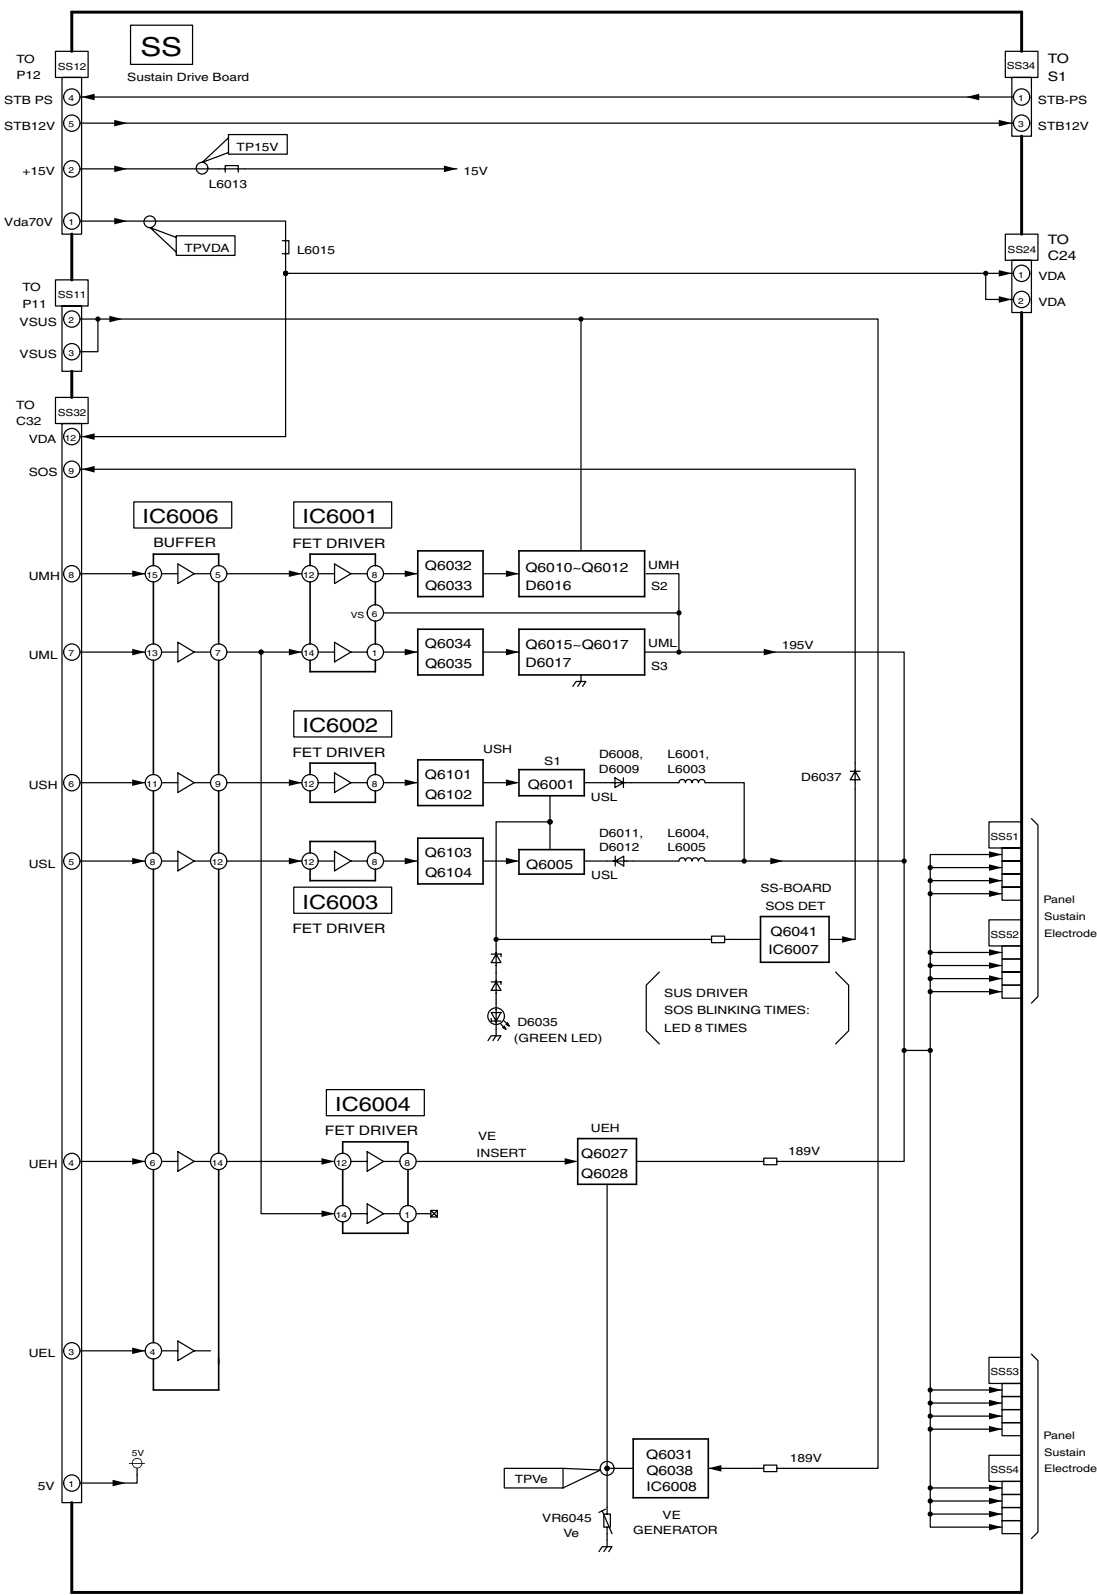 SS
Sustain Drive Board
TO
P12
SS12
STB PS
4
STB12V
5
+15V
2
TP15V
L6013
15V
Vda70V
1
TPVDA
L6015
TO
S1
SS34
1
STB-PS
3
STB12V
TO
C24
SS24
1
VDA
2
VDA
TO
P11
SS11
VSUS
2
VSUS
3
TO
C32
SS32
VDA
12
SOS
9
IC6006
BUFFER
IC6001
FET DRIVER
UMH
8
15
5
12
8
Q6032
Q6033
Q6010~Q6012
D6016
UMH
S2
VS
6
UML
7
13
7
14
1
Q6034
Q6035
Q6015~Q6017
D6017
UML
S3
195V
IC6002
FET DRIVER
USH
6
11
9
12
8
Q6101
Q6102
USH
S1
Q6001
D6008,
D6009
USL
L6001,
L6003
D6037
USL
5
8
12
12
8
Q6103
Q6104
Q6005
D6011,
D6012
USL
L6004,
L6005
IC6003
FET DRIVER
SS-BOARD
SOS DET
Q6041
IC6007
D6035
(GREEN LED)
SUS DRIVER
SOS BLINKING TIMES:
LED 8 TIMES
SS51
SS52
Panel
Sustain
Electrode
IC6004
FET DRIVER
UEH
4
6
14
12
8
VE
INSERT
UEH
Q6027
Q6028
189V
14
1
UEL
3
4
5V
5V
1
TPVe
VR6045
Ve
Q6031
Q6038
IC6008
VE
GENERATOR
189V
SS53
SS54
Panel
Sustain
Electrode